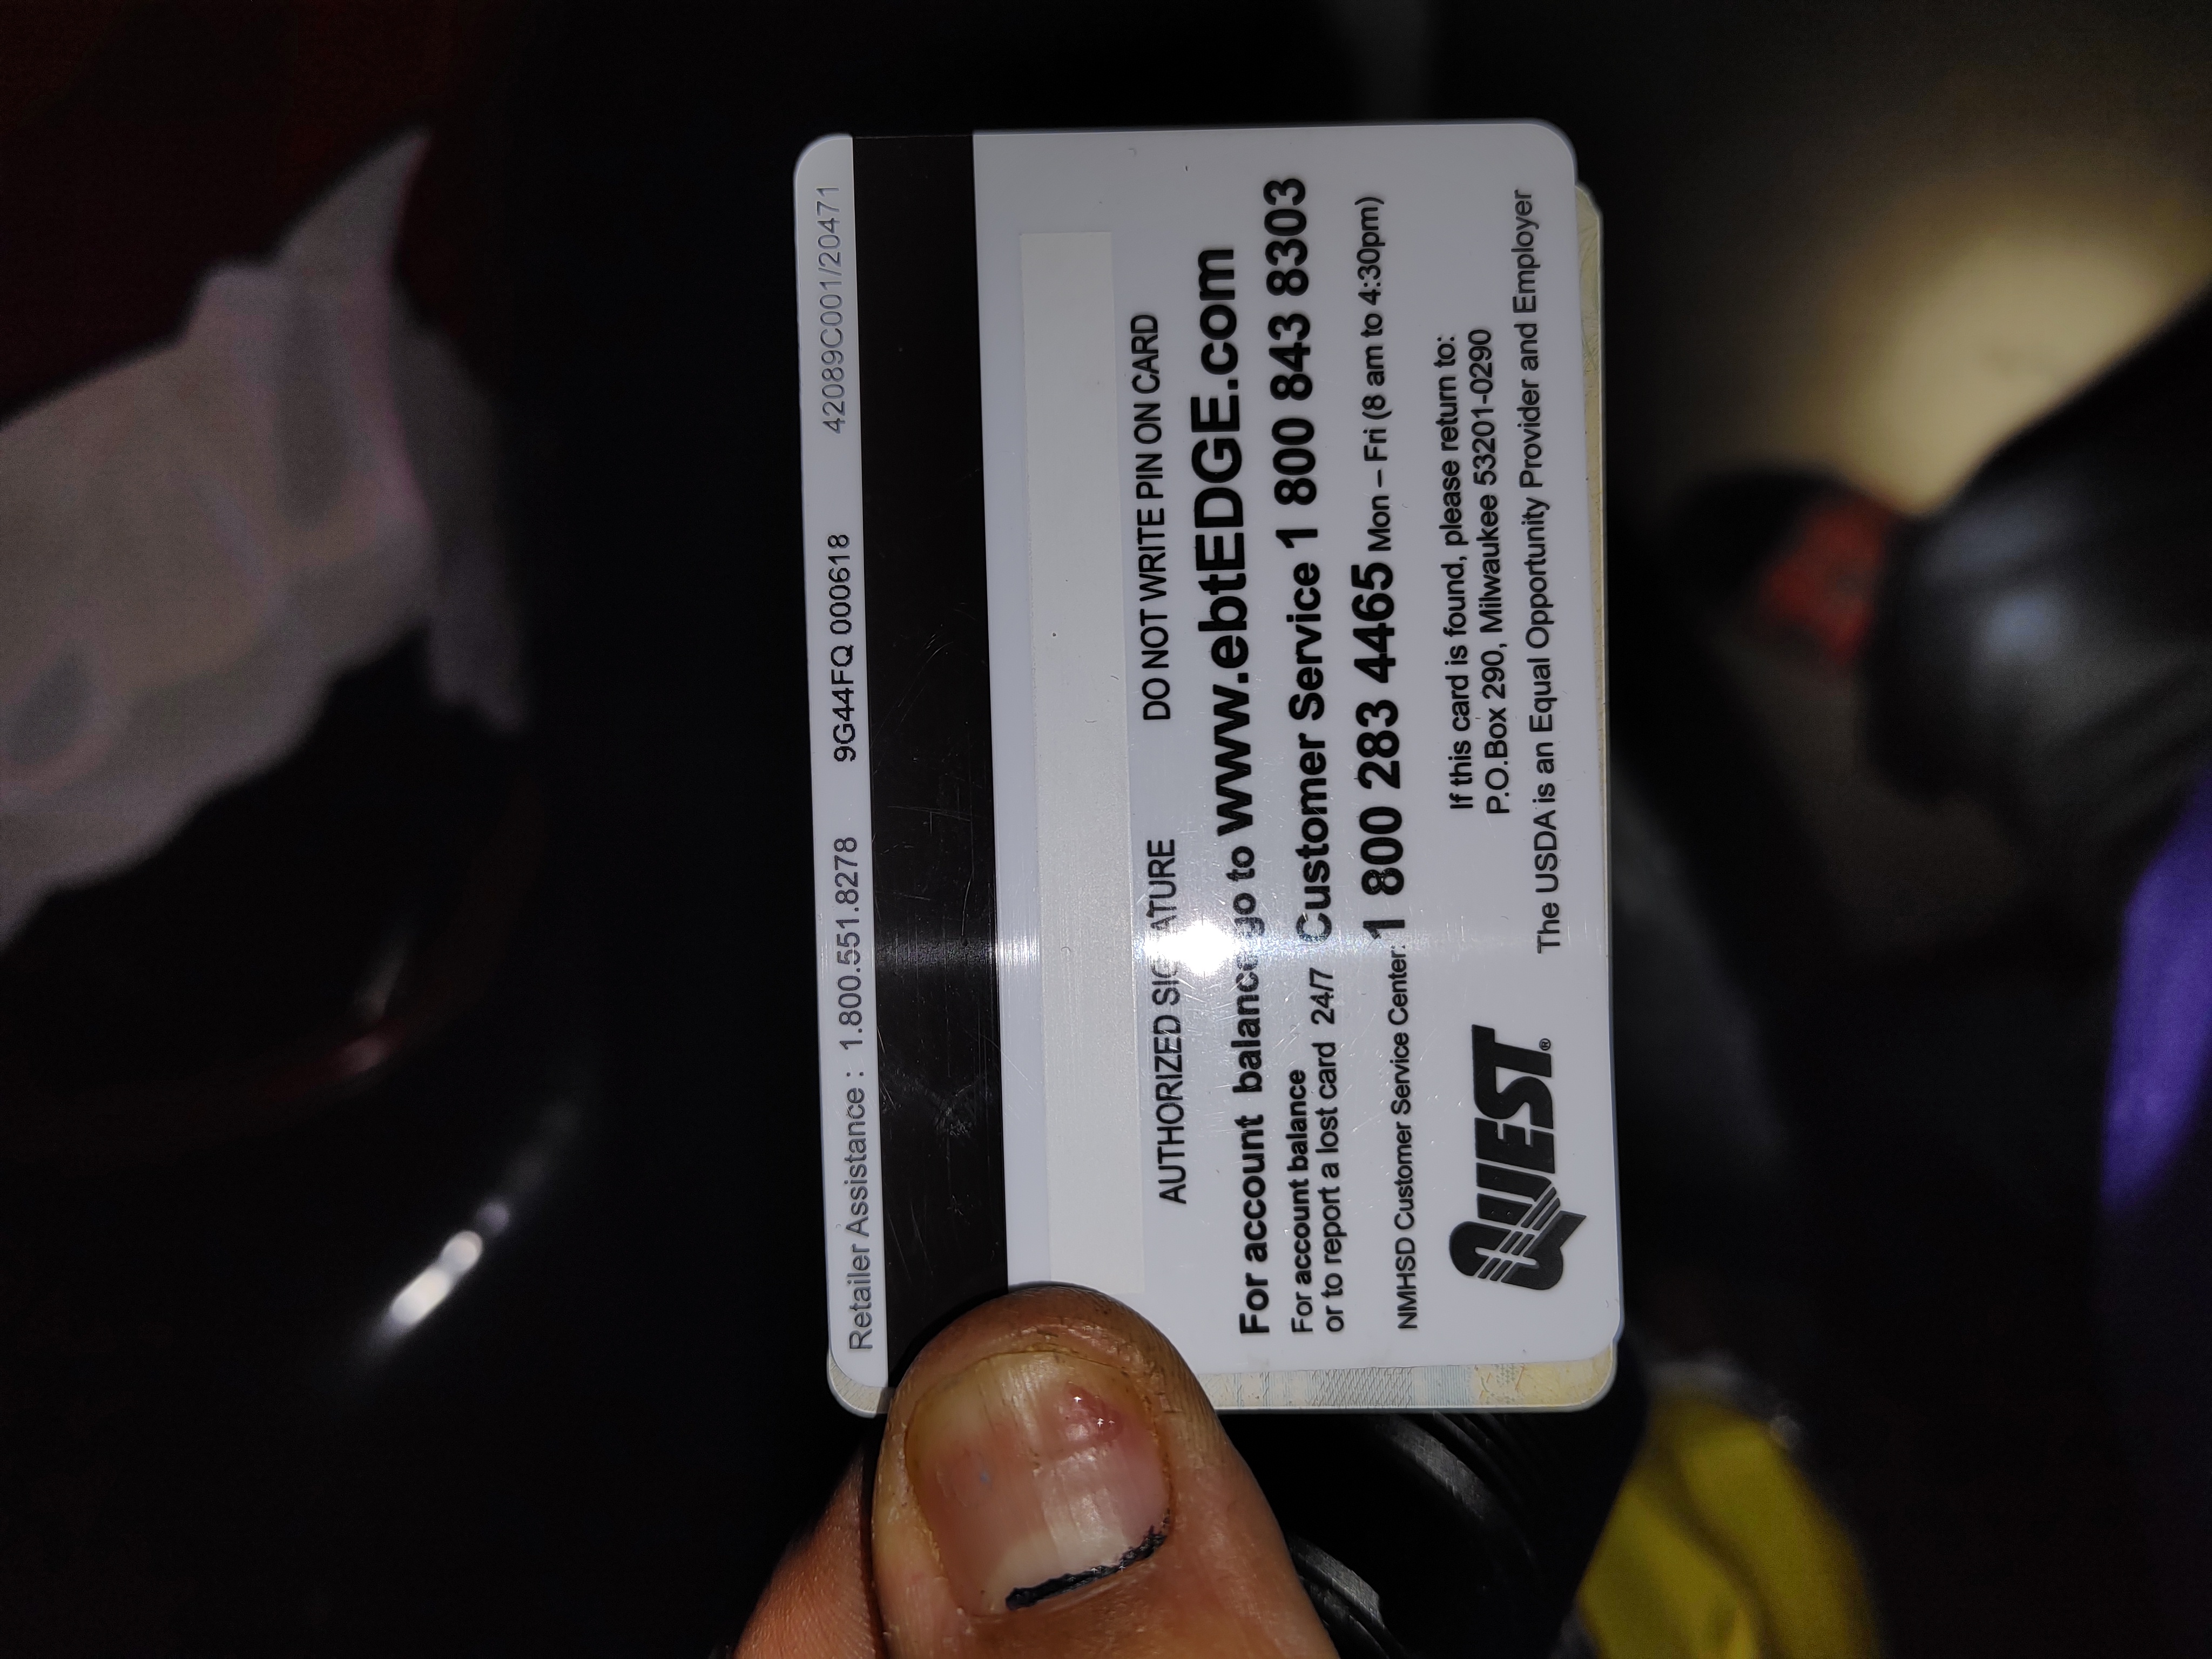 Retailer Assistance : 1.800.551.8278 9G44FQ 000618 42089C001/20471
AUTHORIZED SIGNATURE DO NOT WRITE PIN ON CARD
For account balance go to www.ebtEDGE.com
For account balance
or to report a lost card 24/7 Customer Service 1 800 843 8303
NMHSD Customer Service Center: 1 800 283 4465 Mon – Fri (8 am to 4:30pm)
If this card is found, please return to:
P.O.Box 290, Milwaukee 53201-0290
The USDA is an Equal Opportunity Provider and Employer
QUEST®